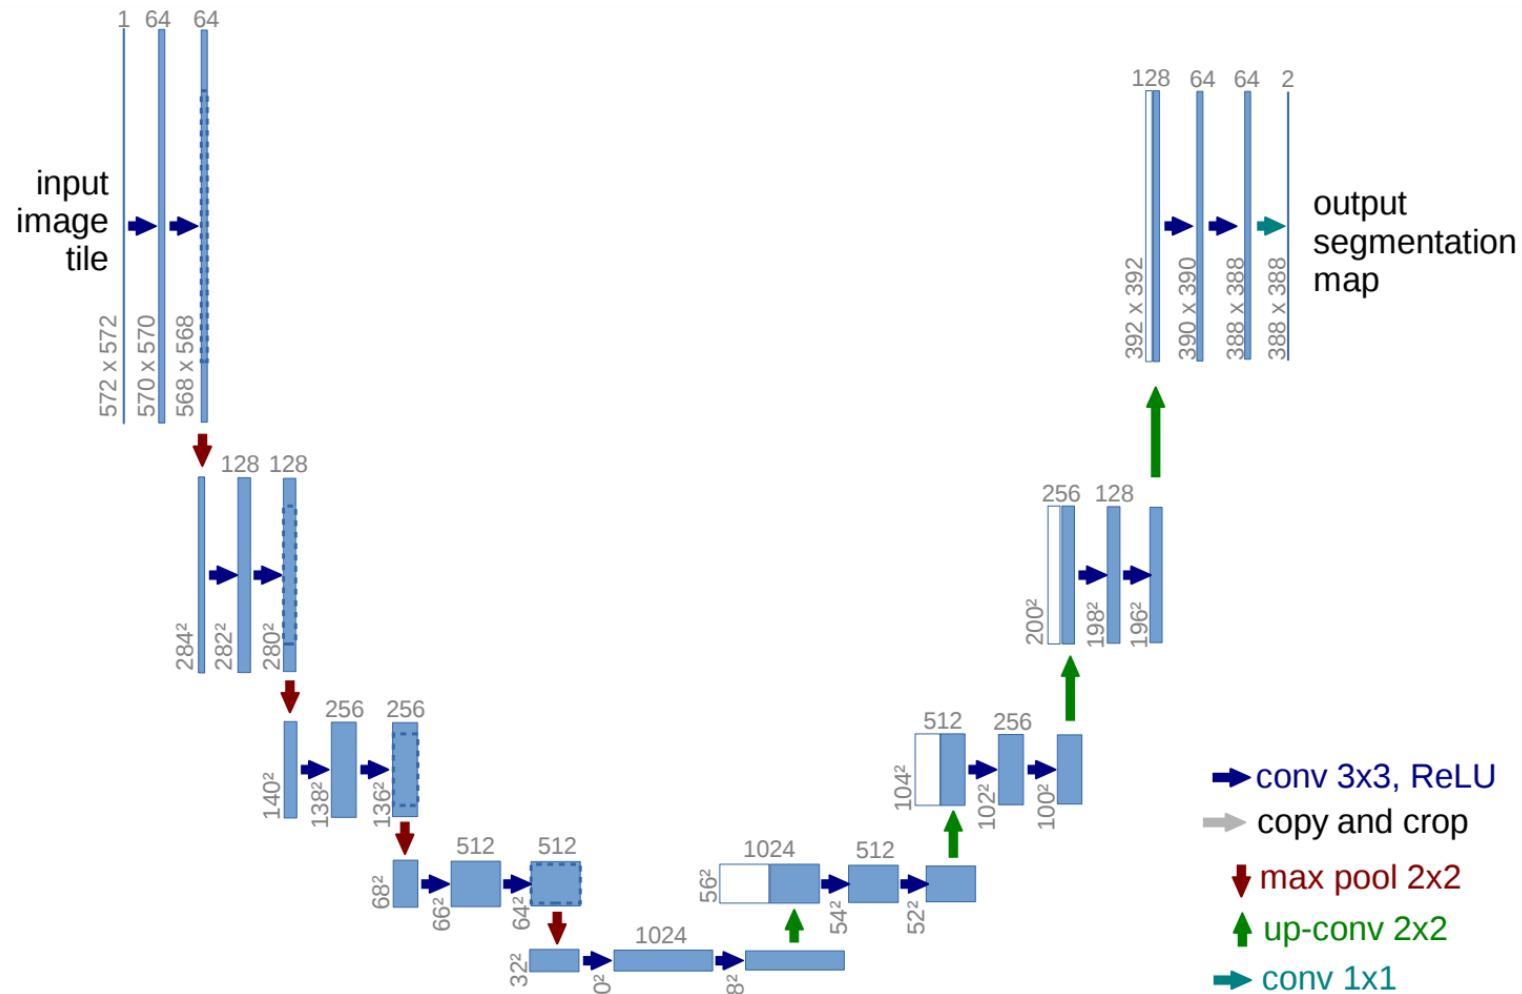 1 64 64
input
image
tile
572 x 572
570 x 570
568 x 568
128 128
284²
282²
280²
256 256
140²
138²
136²
512 512
68²
66²
64²
1024
32²
0²
8²
1024 512
56²
54²
52²
512 256
104²
102²
100²
256 128
200²
198²
196²
128 64 64 2
392 x 392
390 x 390
388 x 388
388 x 388
output
segmentation
map
conv 3x3, ReLU
copy and crop
max pool 2x2
up-conv 2x2
conv 1x1